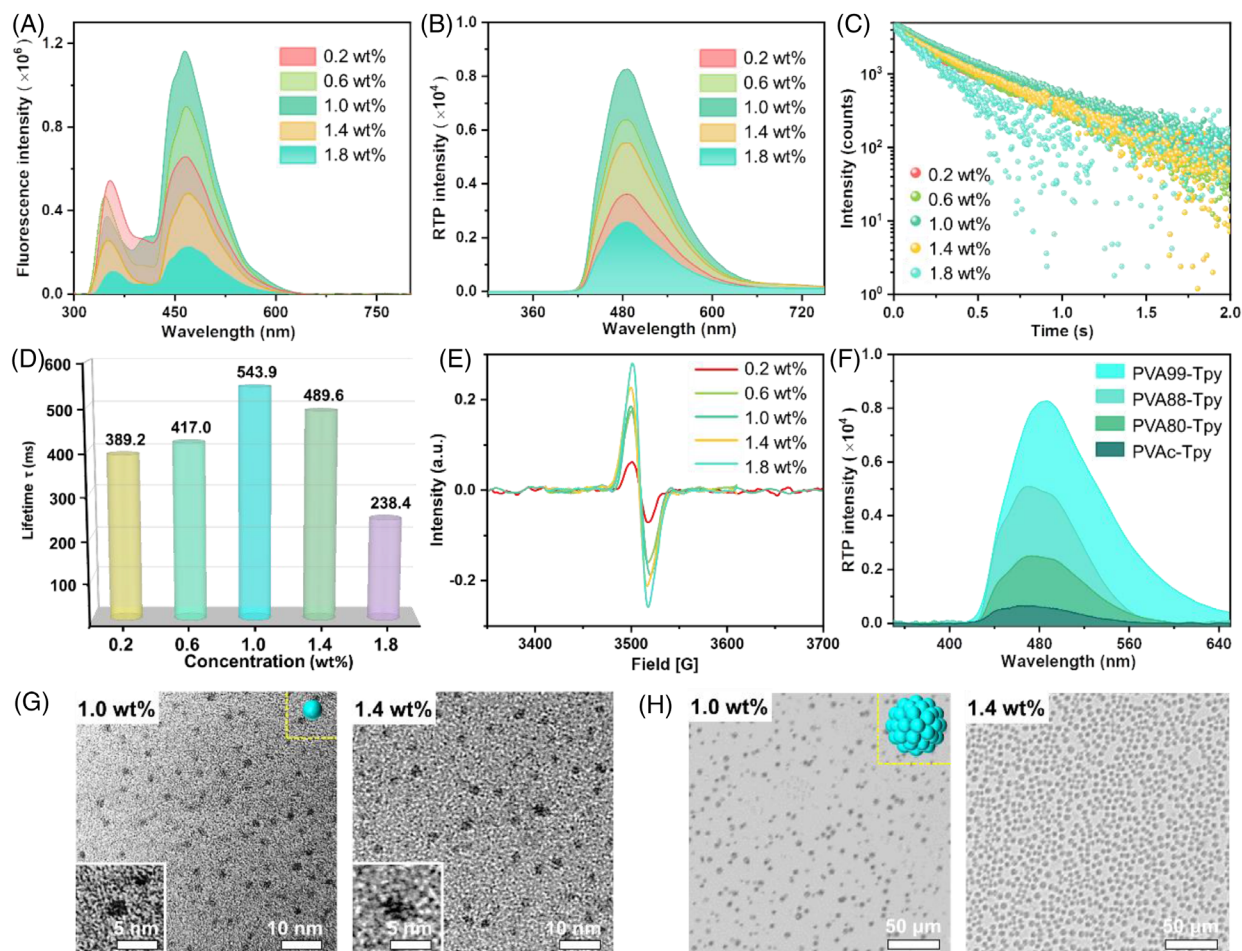 (A)
Fluorescence intensity (×10⁶)
1.2
0.8
0.4
0.0
300
450
600
750
Wavelength (nm)
0.2 wt%
0.6 wt%
1.0 wt%
1.4 wt%
1.8 wt%
(B)
RTP intensity (×10⁴)
1.0
0.8
0.6
0.4
0.2
0.0
360
480
600
720
Wavelength (nm)
0.2 wt%
0.6 wt%
1.0 wt%
1.4 wt%
1.8 wt%
(C)
Intensity (counts)
10³
10²
10¹
10⁰
0.0
0.5
1.0
1.5
2.0
Time (s)
0.2 wt%
0.6 wt%
1.0 wt%
1.4 wt%
1.8 wt%
(D)
Lifetime τ (ms)
600
500
400
300
200
100
389.2
417.0
543.9
489.6
238.4
0.2
0.6
1.0
1.4
1.8
Concentration (wt%)
(E)
Intensity (a.u.)
0.2
0.0
-0.2
3400
3500
3600
3700
Field [G]
0.2 wt%
0.6 wt%
1.0 wt%
1.4 wt%
1.8 wt%
(F)
RTP intensity (×10⁴)
1.0
0.8
0.6
0.4
0.2
0.0
400
480
560
640
Wavelength (nm)
PVA99-Tpy
PVA88-Tpy
PVA80-Tpy
PVAc-Tpy
(G)
1.0 wt%
5 nm
10 nm
1.4 wt%
5 nm
10 nm
(H)
1.0 wt%
50 μm
1.4 wt%
50 μm